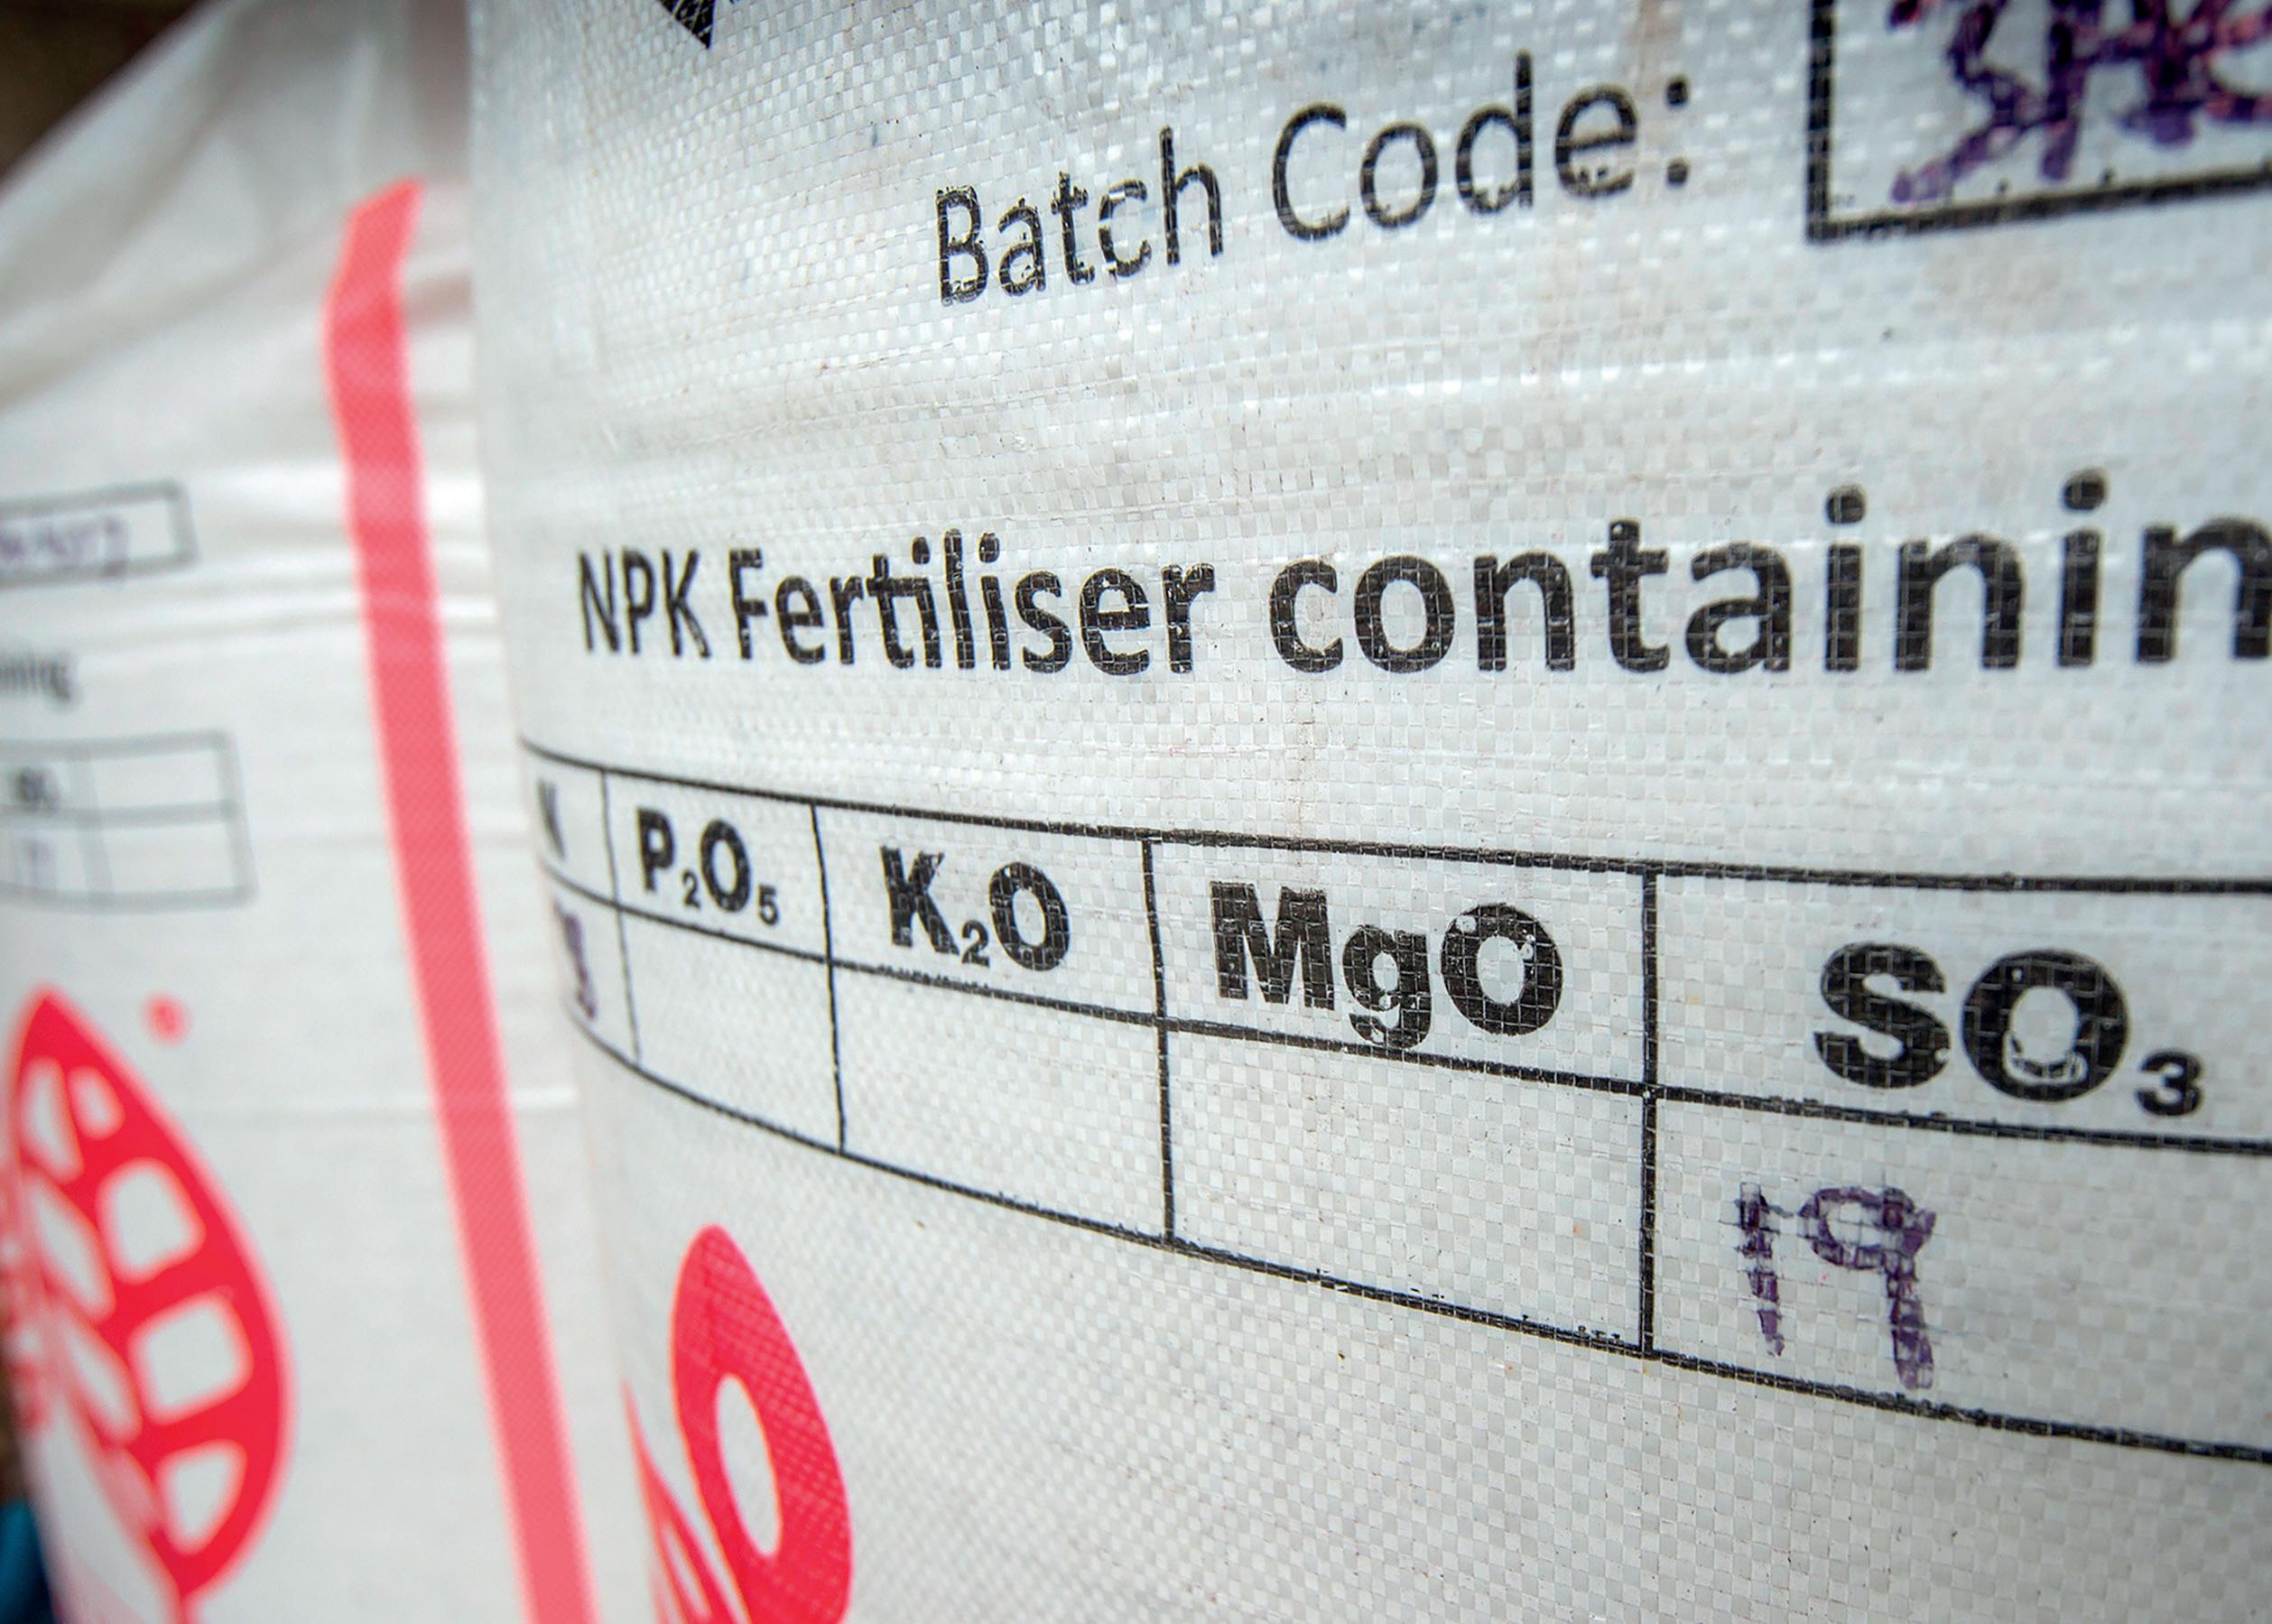 Batch Code:
NPK Fertiliser containin
N P₂O₅ K₂O MgO SO₃
19